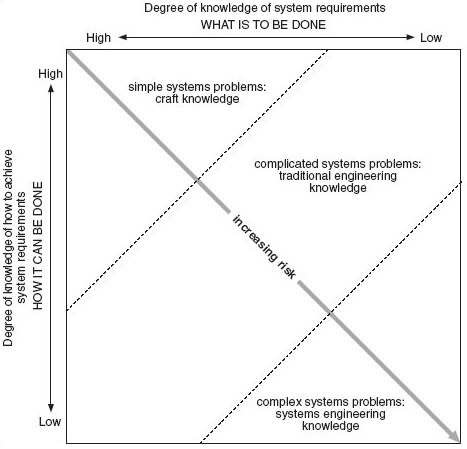 Degree of knowledge of system requirements
WHAT IS TO BE DONE
High
Low
High
simple systems problems:
craft knowledge
complicated systems problems:
traditional engineering
knowledge
Degree of knowledge of how to achieve
system requirements
HOW IT CAN BE DONE
increasing risk
complex systems problems:
systems engineering
knowledge
Low